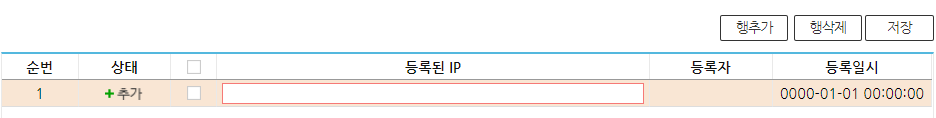 행추가 행삭제 저장
순번 상태 등록된 IP 등록자 등록일시
1 추가 0000-01-01 00:00:00